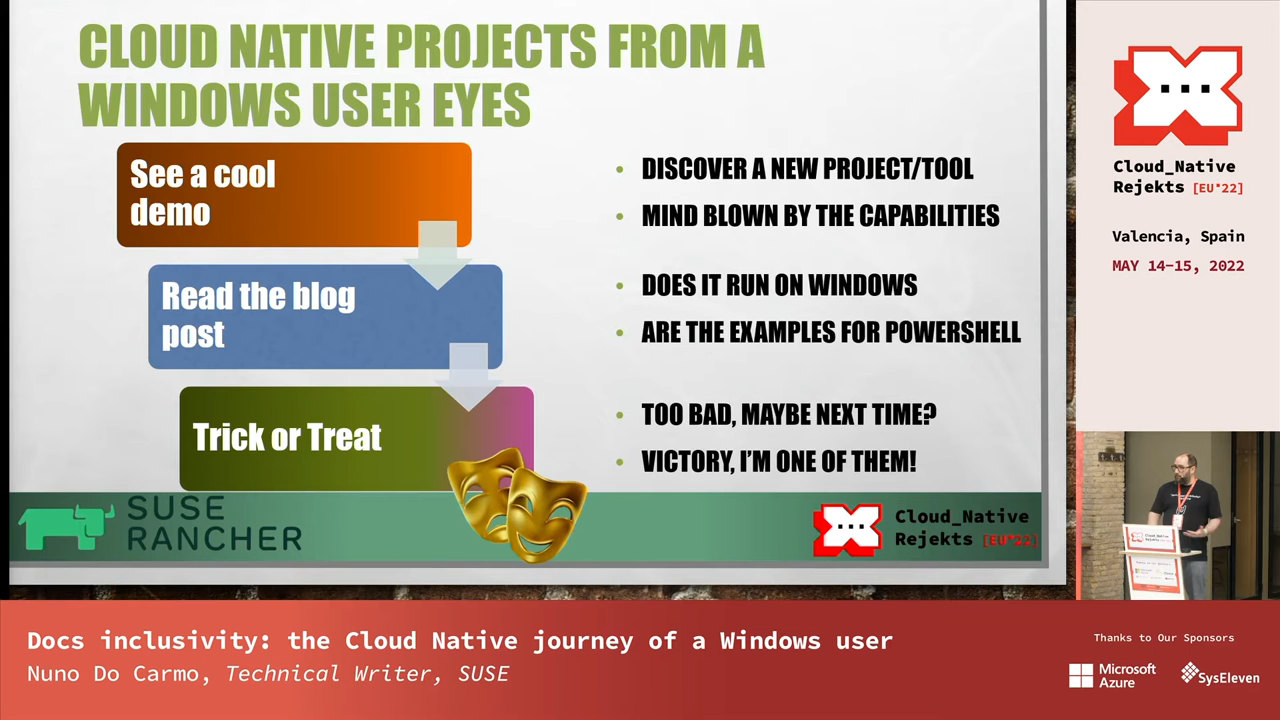 CLOUD NATIVE PROJECTS FROM A
WINDOWS USER EYES
See a cool
demo
Read the blog
post
Trick or Treat
• DISCOVER A NEW PROJECT/TOOL
• MIND BLOWN BY THE CAPABILITIES
• DOES IT RUN ON WINDOWS
• ARE THE EXAMPLES FOR POWERSHELL
• TOO BAD, MAYBE NEXT TIME?
• VICTORY, I'M ONE OF THEM!
SUSE
RANCHER
Cloud_Native
Rejekts [EU*22]
Cloud_Native
Rejekts [EU*22]
Valencia, Spain
MAY 14-15, 2022
Docs inclusivity: the Cloud Native journey of a Windows user
Nuno Do Carmo, Technical Writer, SUSE
Thanks to Our Sponsors
Microsoft
Azure
SysEleven